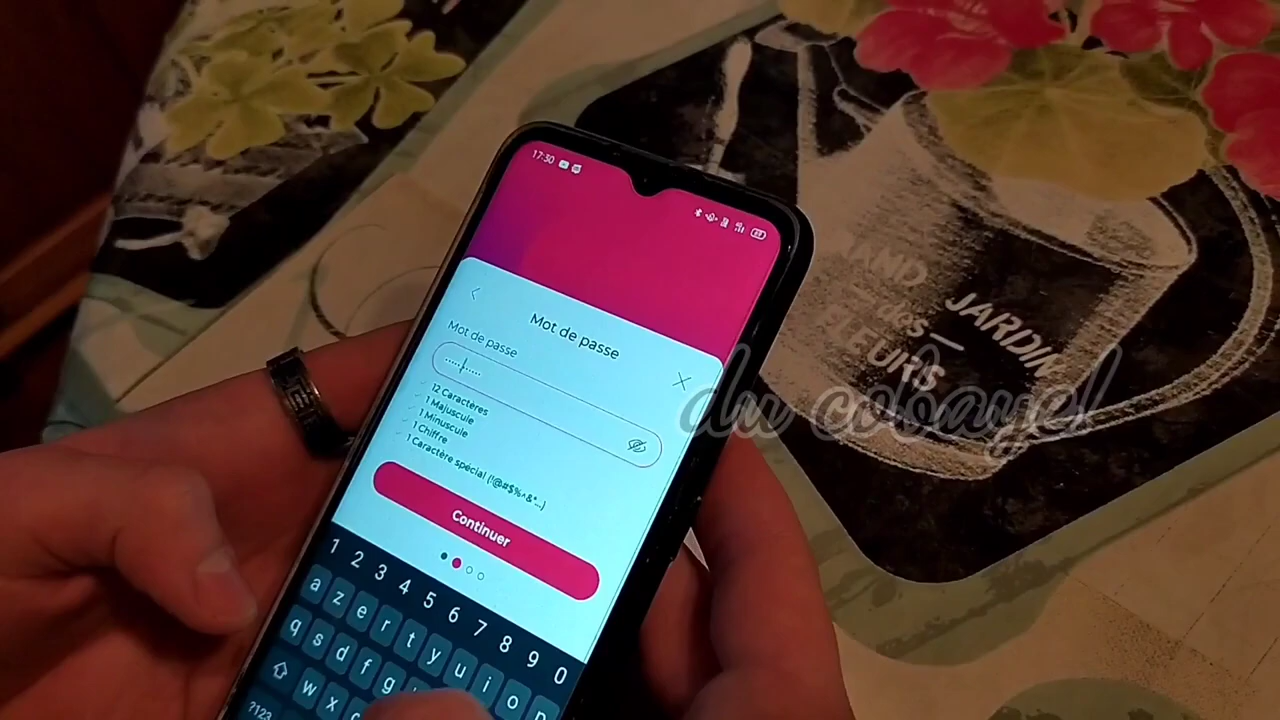 17:30
Mot de passe
Mot de passe
12 Caractères
1 Majuscule
1 Minuscule
1 Chiffre
1 Caractère spécial (!@#$%^&*...)
Continuer
1 2 3 4 5 6 7 8 9 0
a z e r t y u i o p
q s d f g
w x c
?123
JARDIN
des
FLEURS
du cobaye!